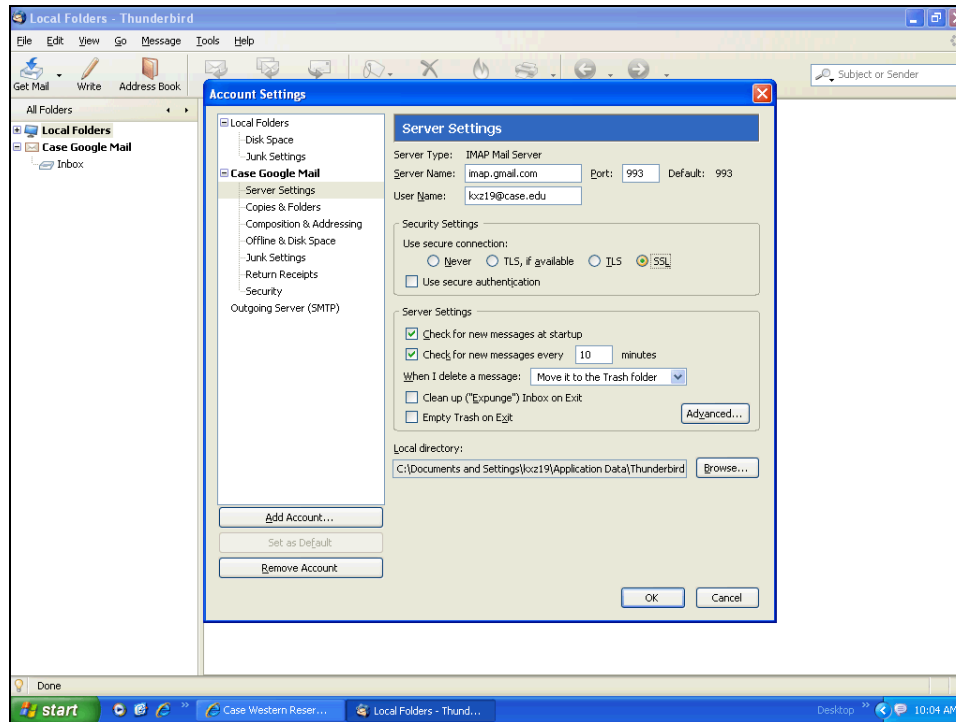 Local Folders - Thunderbird
File Edit View Go Message Tools Help
Get Mail Write Address Book
Subject or Sender
All Folders
Local Folders
Case Google Mail
Inbox
Account Settings
Local Folders
Disk Space
Junk Settings
Case Google Mail
Server Settings
Copies & Folders
Composition & Addressing
Offline & Disk Space
Junk Settings
Return Receipts
Security
Outgoing Server (SMTP)
Add Account...
Set as Default
Remove Account
Server Settings
Server Type: IMAP Mail Server
Server Name: imap.gmail.com Port: 993 Default: 993
User Name: kxz19@case.edu
Security Settings
Use secure connection:
Never TLS, if available TLS SSL
Use secure authentication
Server Settings
Check for new messages at startup
Check for new messages every 10 minutes
When I delete a message: Move it to the Trash folder
Clean up ("Expunge") Inbox on Exit
Empty Trash on Exit
Advanced...
Local directory:
C:\Documents and Settings\kxz19\Application Data\Thunderbird Browse...
OK Cancel
Done
start Case Western Reser... Local Folders - Thund... Desktop » 10:04 AM